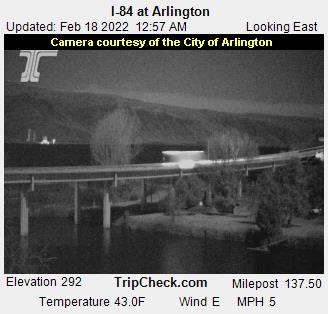 I-84 at Arlington
Updated: Feb 18 2022 12:57 AM Looking East
Camera courtesy of the City of Arlington
Elevation 292 TripCheck.com Milepost 137.50
Temperature 43.0F Wind E MPH 5